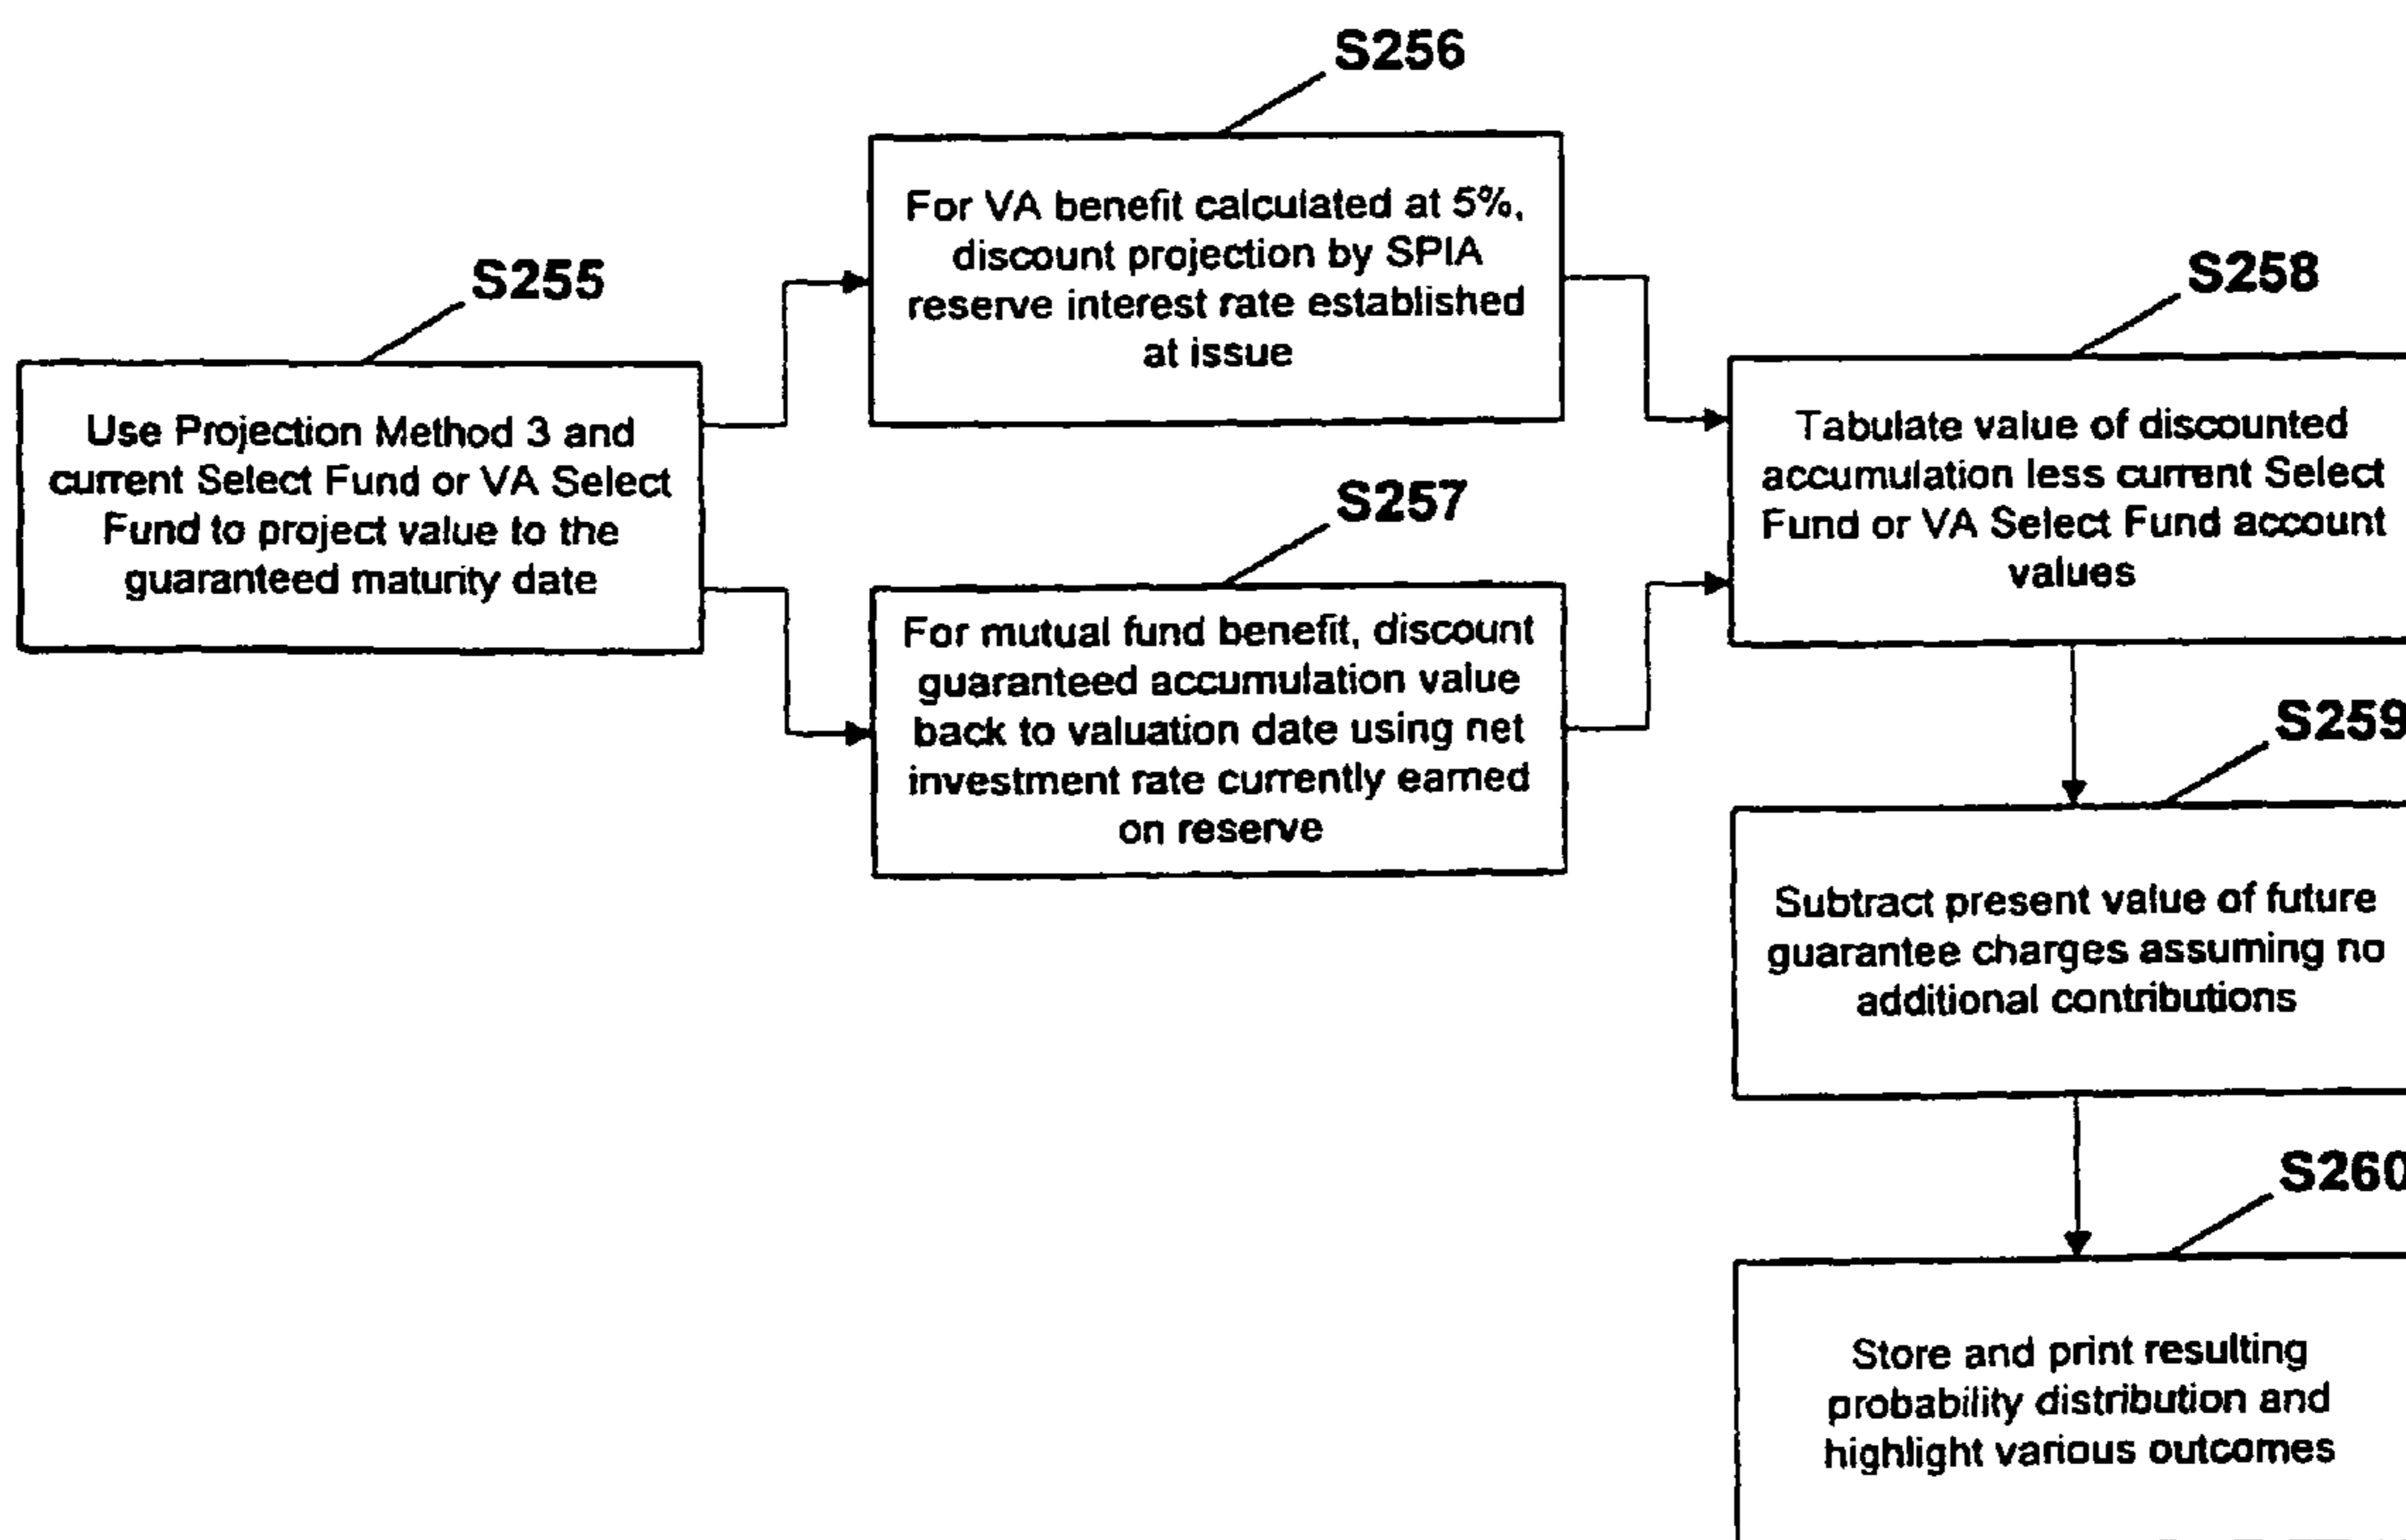 S255
Use Projection Method 3 and
current Select Fund or VA Select
Fund to project value to the
guaranteed maturity date
S256
For VA benefit calculated at 5%,
discount projection by SPIA
reserve interest rate established
at issue
S257
For mutual fund benefit, discount
guaranteed accumulation value
back to valuation date using net
investment rate currently earned
on reserve
S258
Tabulate value of discounted
accumulation less current Select
Fund or VA Select Fund account
values
S259
Subtract present value of future
guarantee charges assuming no
additional contributions
S260
Store and print resulting
probability distribution and
highlight various outcomes